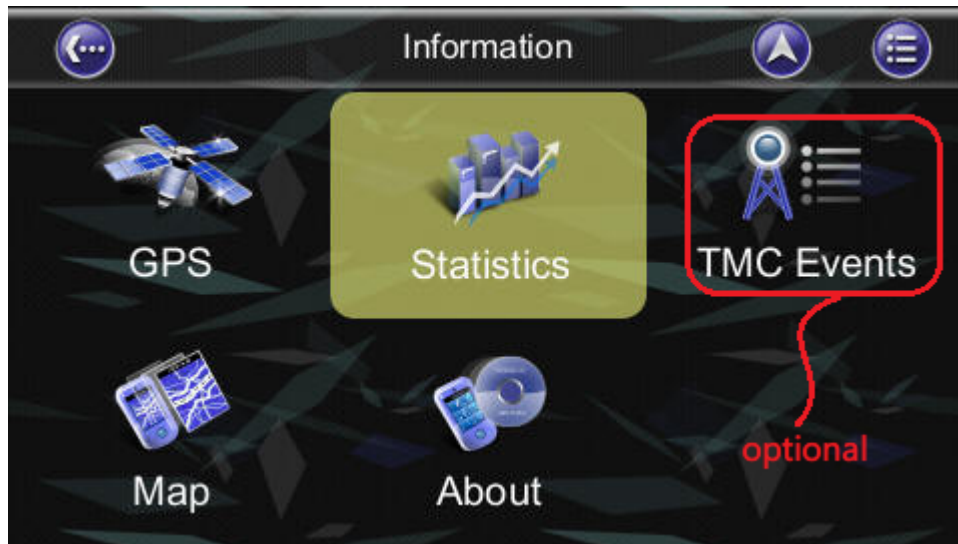 Information
GPS
Statistics
TMC Events
optional
Map
About